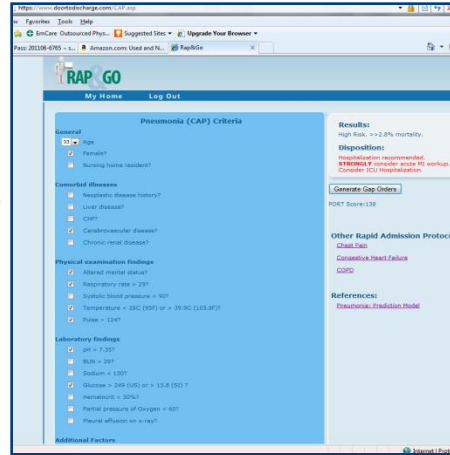 https://www.doortodischarge.com/CAP.asp
Favorites Tools Help
EmCare Outsourced Phys... Suggested Sites Upgrade Your Browser
Pass 201106-6765 - s... Amazon.com: Used and N... Rap&Go X
RAP&GO
My Home Log Out
Pneumonia (CAP) Criteria
General
Age
Female?
Nursing home resident?
Comorbid illnesses
Neoplastic disease history?
Liver disease?
CHF?
Cerebrovascular disease?
Chronic renal disease?
Physical examination findings
Altered mental status?
Respiratory rate > 29?
Systolic blood pressure < 90?
Temperature < 35C (95F) or > 39.9C (103.8F)?
Pulse > 124?
Laboratory findings
pH < 7.35?
BUN > 29?
Sodium < 130?
Glucose > 249 (US) or > 13.8 (SI) ?
Hematocrit < 30%?
Partial pressure of Oxygen < 60?
Pleural effusion on x-ray?
Additional Factors
Results:
High Risk. >>2.8% mortality.
Disposition:
Hospitalization recommended.
STRONGLY consider acute MI workup.
Consider ICU Hospitalization.
Generate Gap Orders
PORT Score:139
Other Rapid Admission Protoc
Chest Pain
Congestive Heart Failure
COPD
References:
Pneumonia: Prediction Model
Internet | Prot